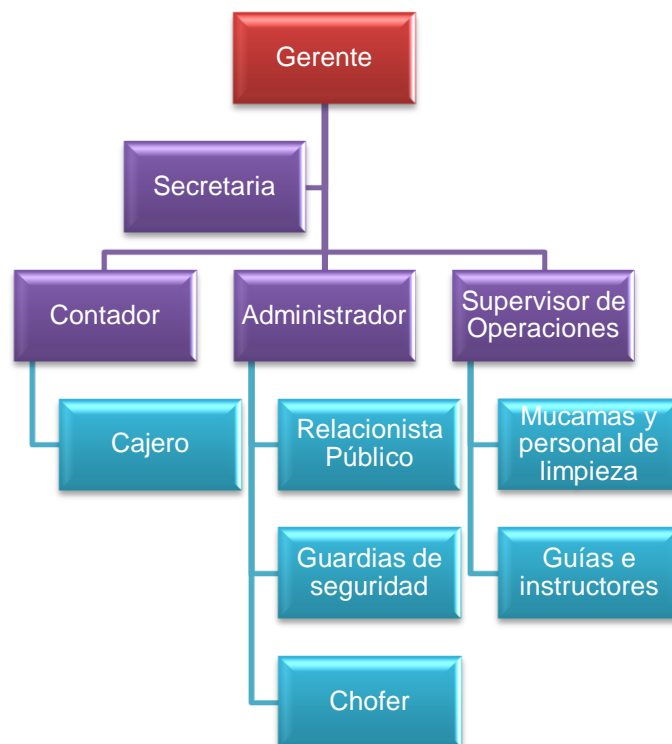 Gerente
Secretaria
Contador
Administrador
Supervisor de
Operaciones
Cajero
Relacionista
Público
Mucamas y
personal de
limpieza
Guardias de
seguridad
Guías e
instructores
Chofer